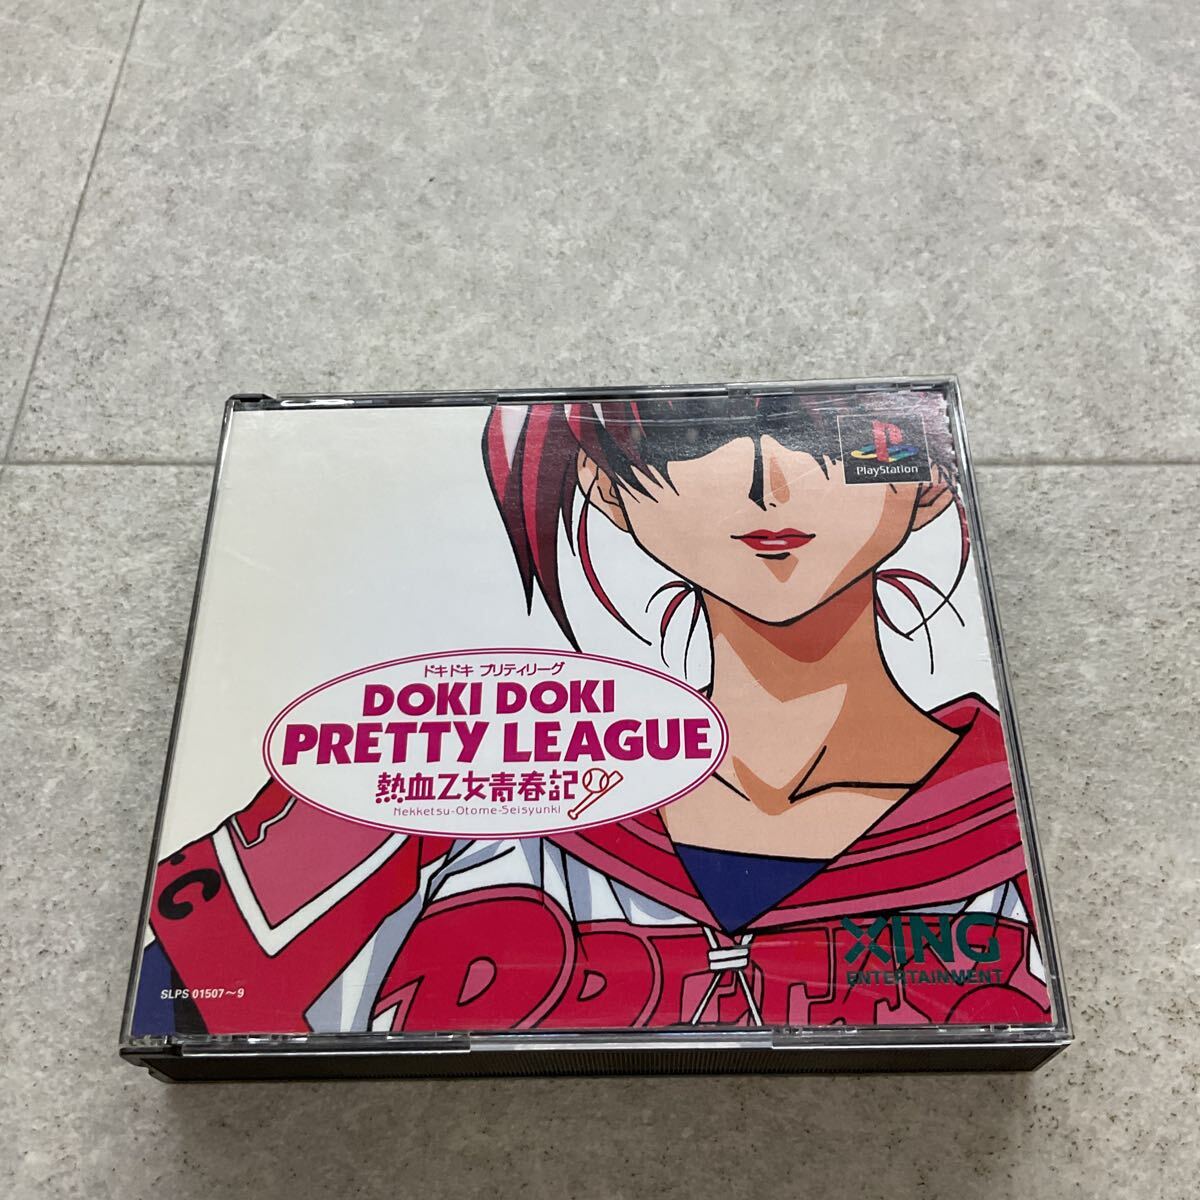 PlayStation
ドキドキ プリティリーグ
DOKI DOKI
PRETTY LEAGUE
熱血乙女青春記
Nekketsu-Otome-Seisyunki
C
PRETTY
XING
ENTERTAINMENT
SLPS 01507～9